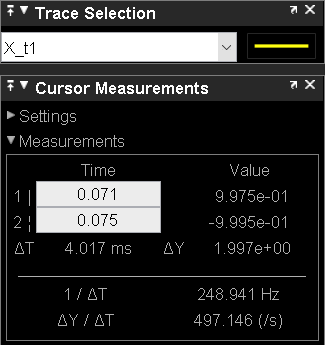 Trace Selection
X_t1
Cursor Measurements
Settings
Measurements
Time Value
1 | 0.071 9.975e-01
2 ¦ 0.075 -9.995e-01
ΔT 4.017 ms ΔY 1.997e+00
1 / ΔT 248.941 Hz
ΔY / ΔT 497.146 (/s)